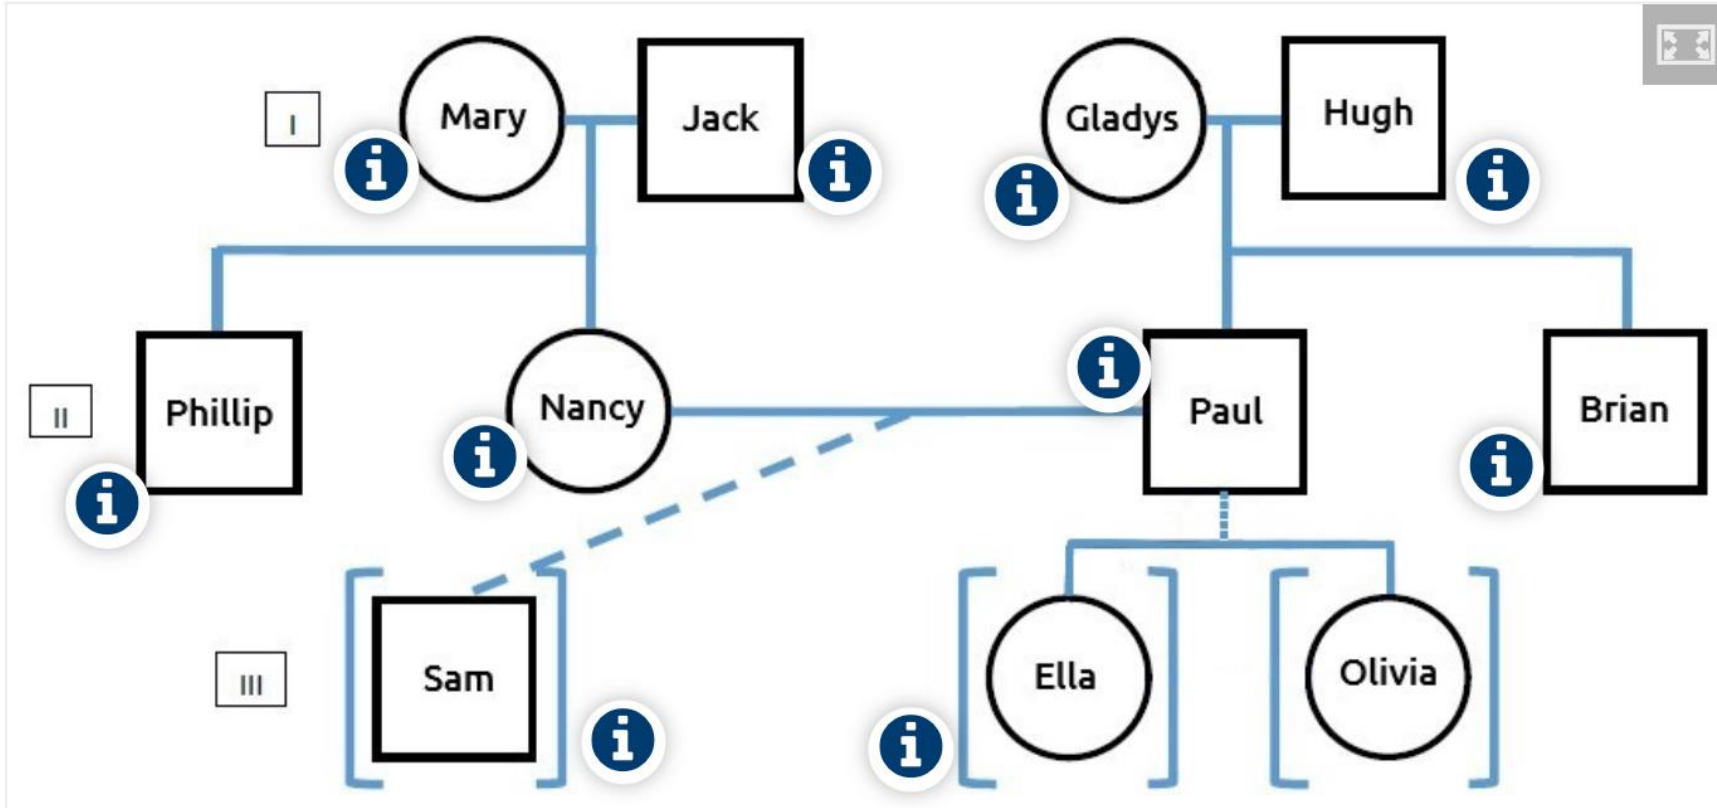 I
Mary
Jack
Gladys
Hugh
II
Phillip
Nancy
Paul
Brian
III
Sam
Ella
Olivia